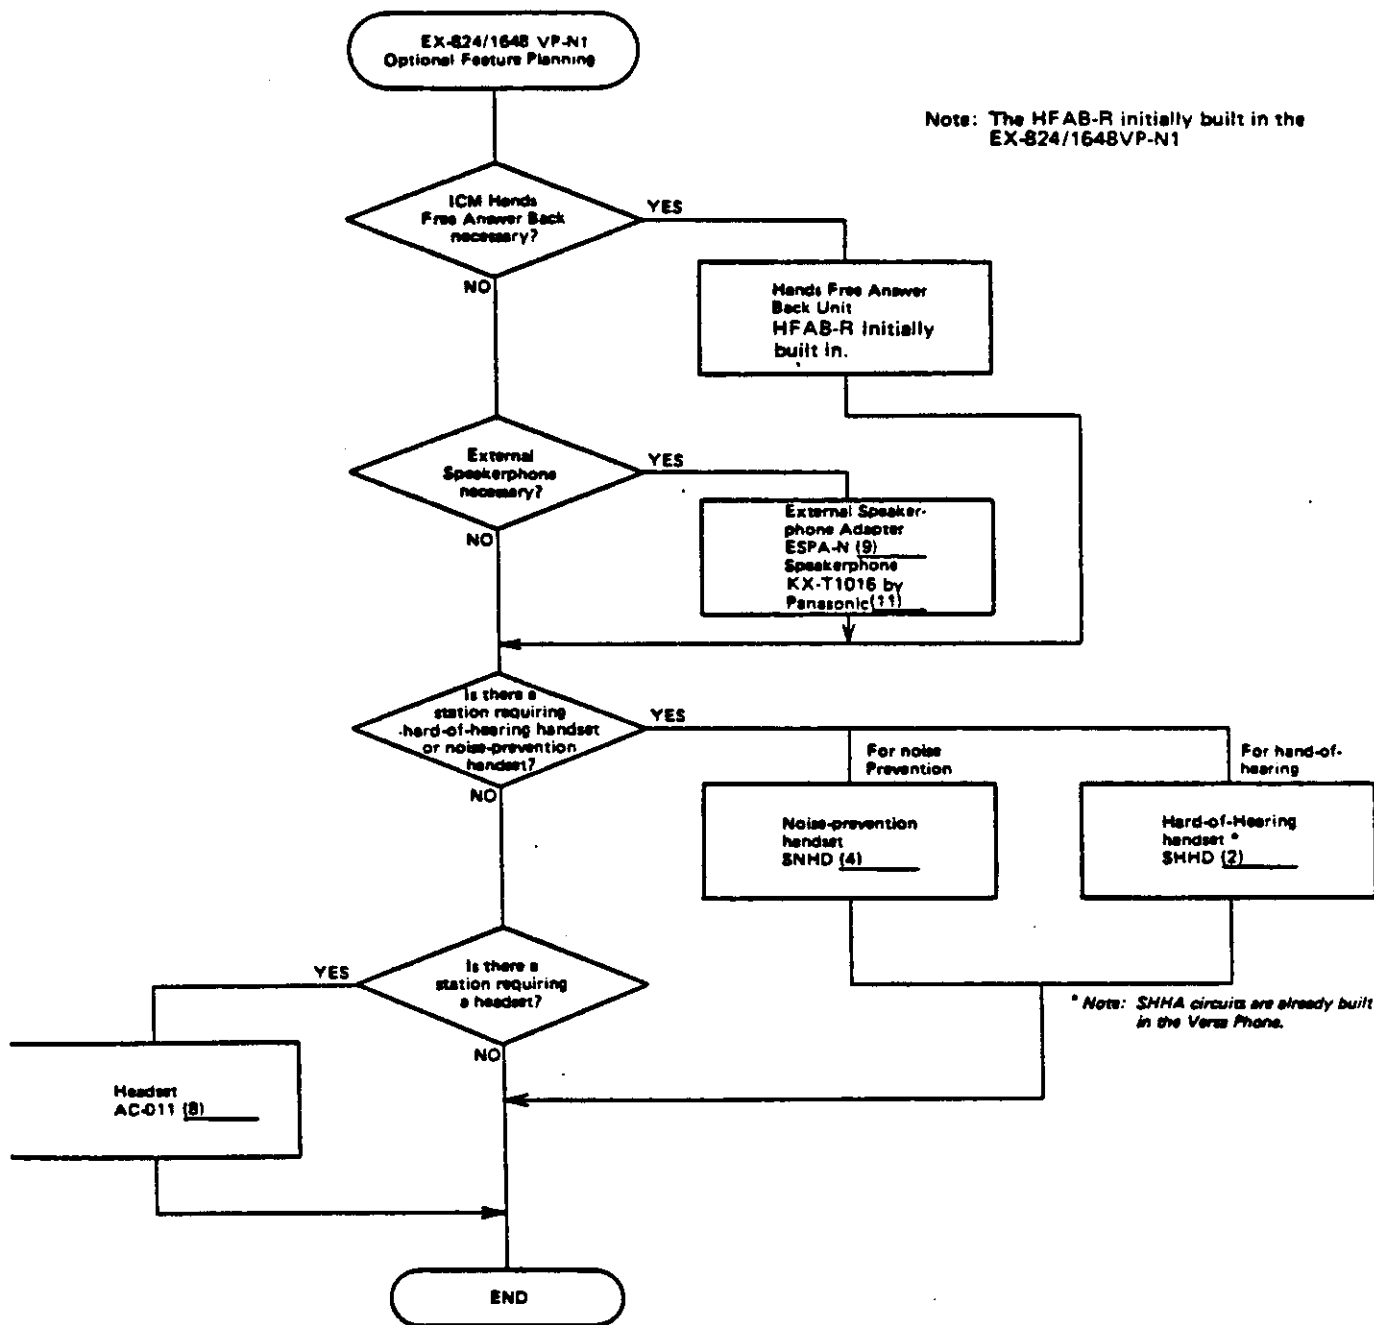 EX-824/1648 VP-N1
Optional Feature Planning
Note: The HFAB-R initially built in the
EX-824/1648VP-N1
ICM Hands
Free Answer Back
necessary?
YES
NO
Hands Free Answer
Back Unit
HFAB-R Initially
built in.
External
Speakerphone
necessary?
YES
NO
External Speaker-
phone Adapter
ESPA-N (9)
Speakerphone
KX-T1016 by
Panasonic (11)
Is there a
station requiring
hard-of-hearing handset
or noise-prevention
handset?
YES
NO
For noise
Prevention
For hand-of-
hearing
Noise-prevention
handset
SNHD (4)
Hard-of-Hearing
handset *
SHHD (2)
Is there a
station requiring
a headset?
YES
NO
* Note: SHHA circuits are already built
in the Versa Phone.
Headset
AC-011 (8)
END